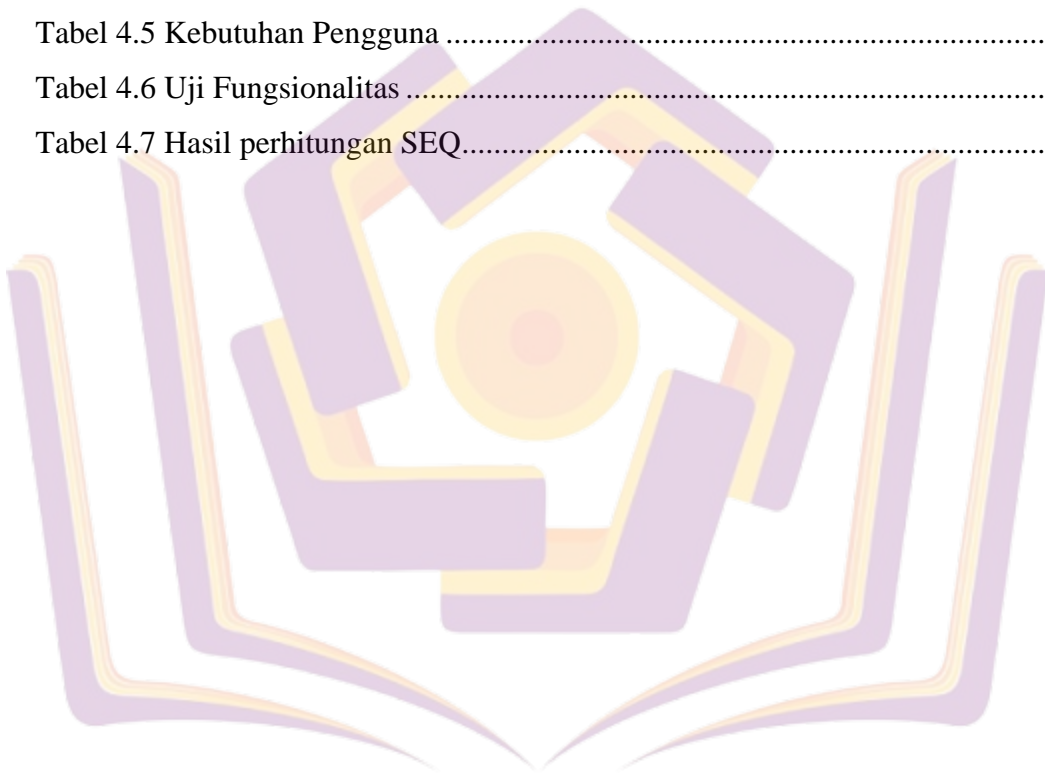 Tabel 4.5 Kebutuhan Pengguna ................................................................................
Tabel 4.6 Uji Fungsionalitas .....................................................................................
Tabel 4.7 Hasil perhitungan SEQ..............................................................................